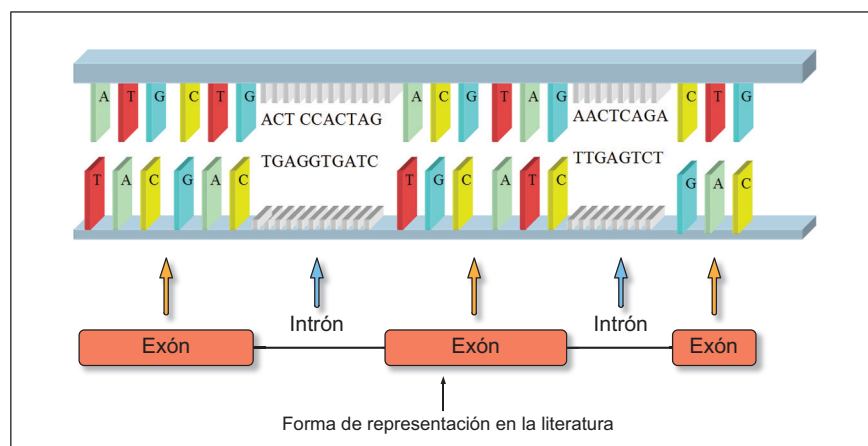 A T G C T G ACT CCACTAG A C G T A G AACTCAGA C T G
T A C G A C TGAGGTGATC T G C A T C TTGAGTCT G A C
Intrón Intrón
Exón Exón Exón
Forma de representación en la literatura